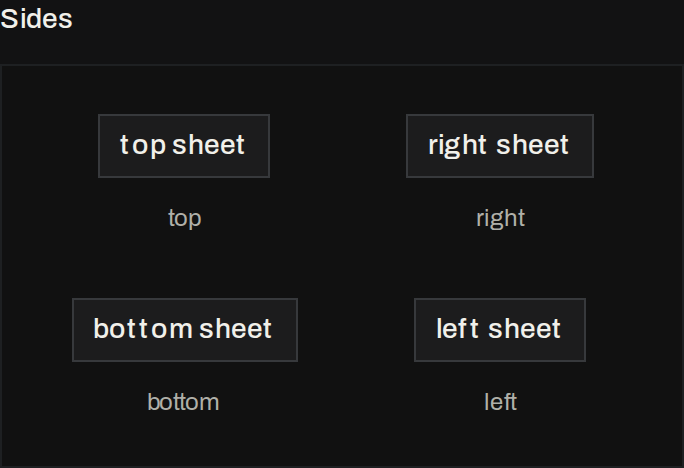 Sides
top sheet
right sheet
top
right
bottom sheet
left sheet
bottom
left